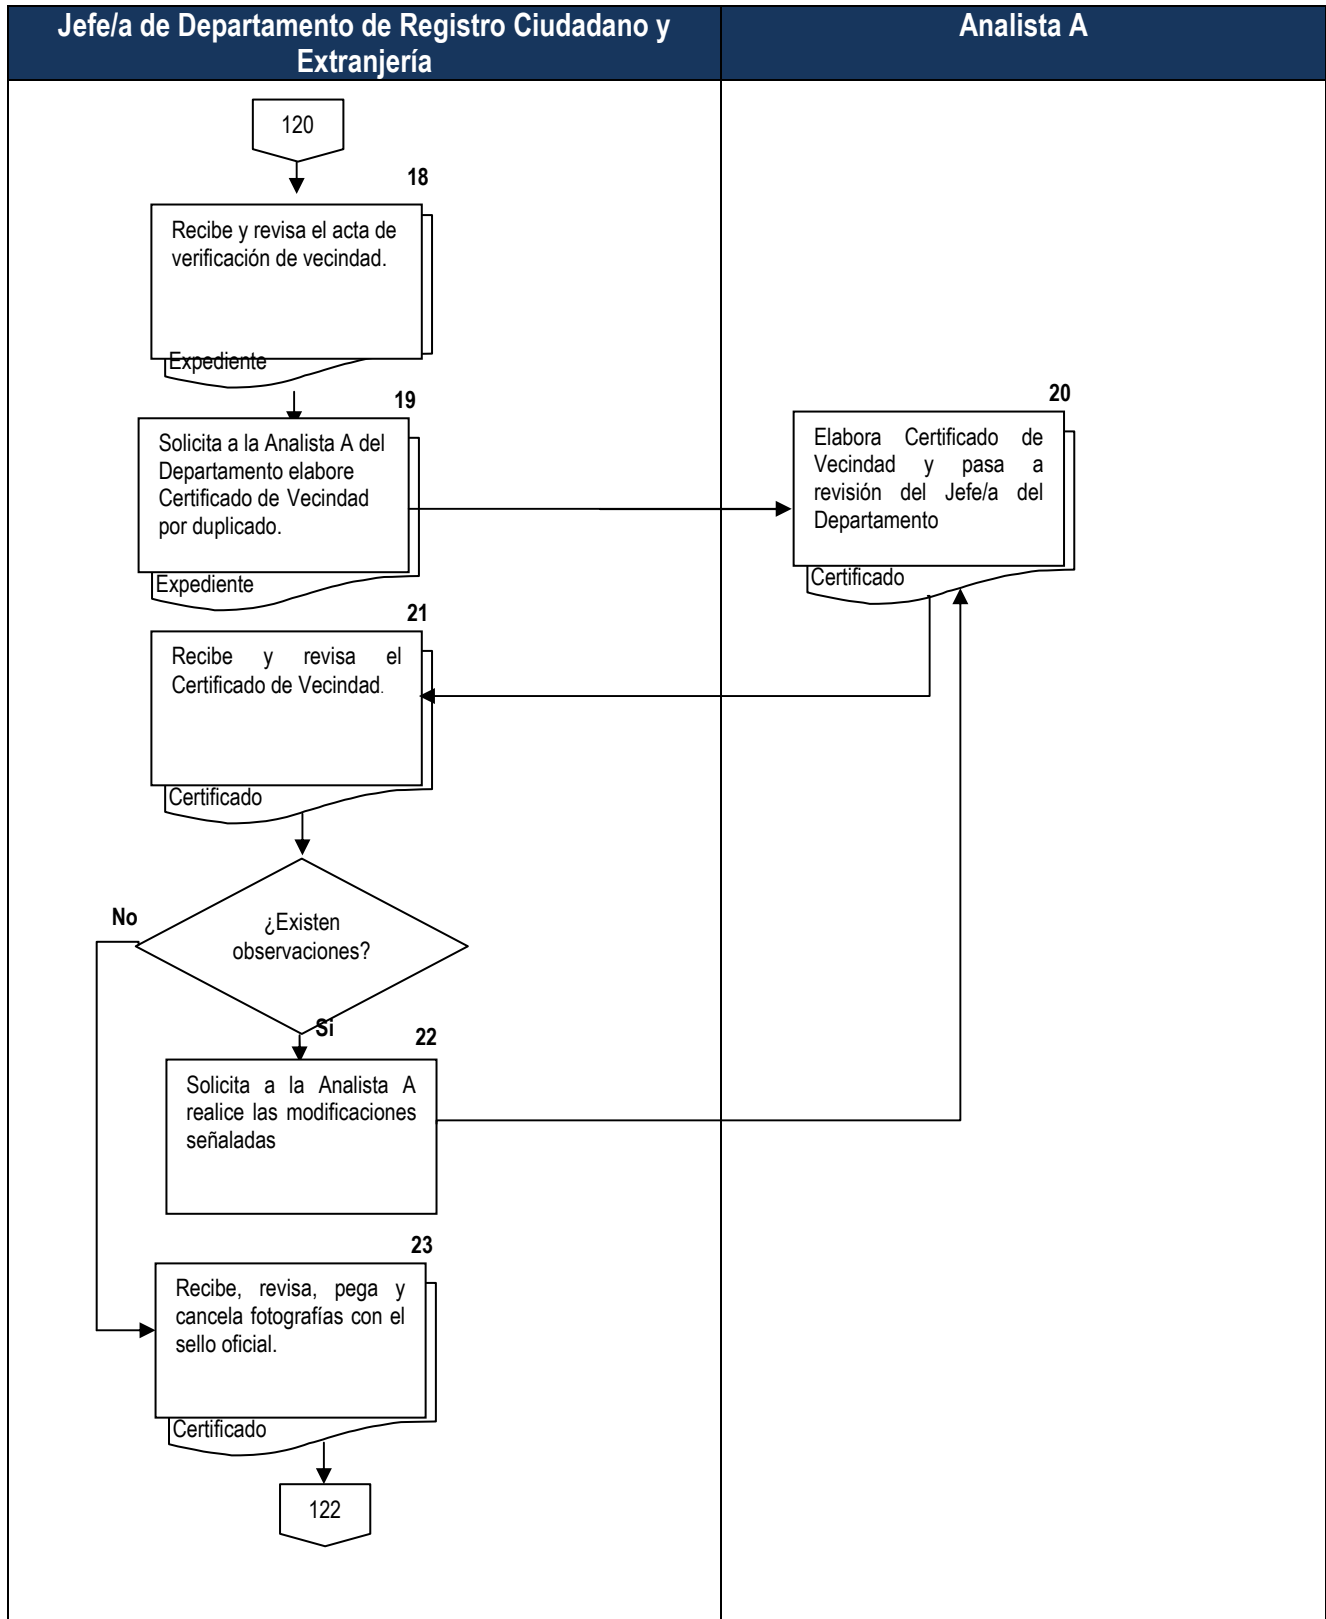 Jefe/a de Departamento de Registro Ciudadano y
Extranjería
Analista A
120
18
Recibe y revisa el acta de
verificación de vecindad.
Expediente
19
Solicita a la Analista A del
Departamento elabore
Certificado de Vecindad
por duplicado.
Expediente
20
Elabora Certificado de
Vecindad y pasa a
revisión del Jefe/a del
Departamento
Certificado
21
Recibe y revisa el
Certificado de Vecindad.
Certificado
No
¿Existen
observaciones?
Si
22
Solicita a la Analista A
realice las modificaciones
señaladas
23
Recibe, revisa, pega y
cancela fotografías con el
sello oficial.
Certificado
122